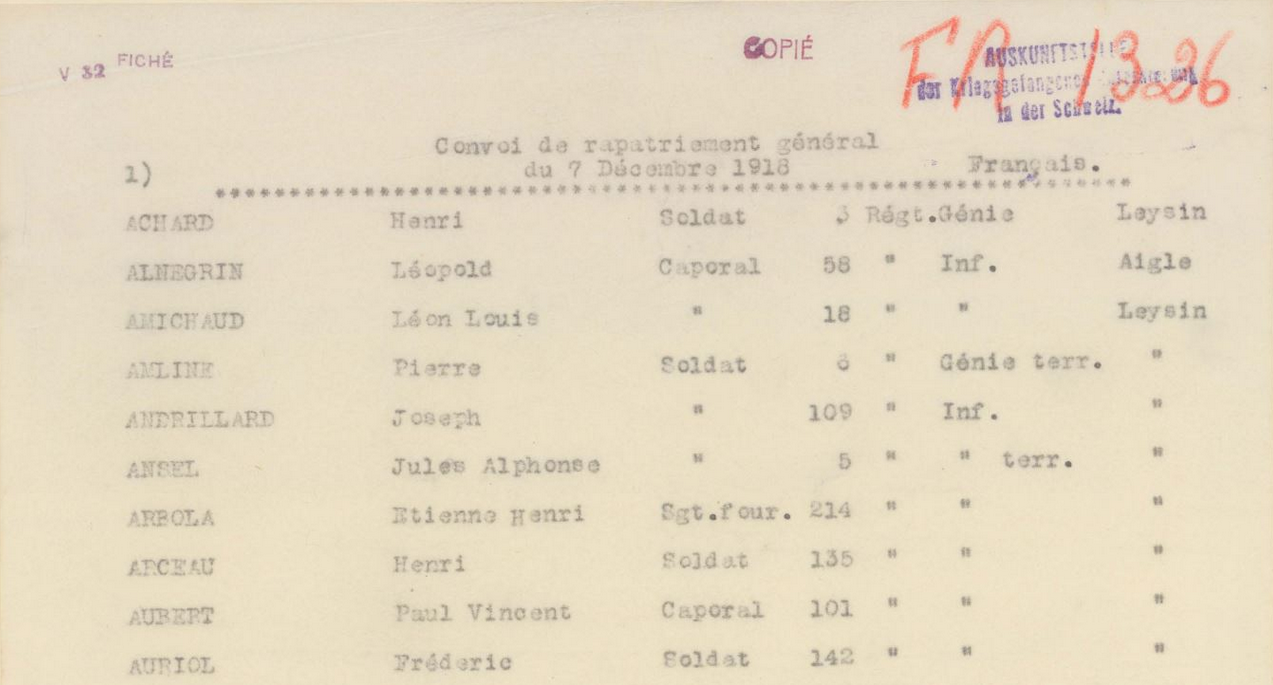 V 32 FICHÉ
COPIÉ
FA 13.26
AUSKUNFTSTELLE
der Kriegsgefangenen
in der Schweiz.
Convoi de rapatriement général
1) du 7 Décembre 1918 Français.
************************************************************
ACHARD Henri Soldat 3 Régt.Génie Leysin
ALNEGRIN Léopold Caporal 58 " Inf. Aigle
AMICHAUD Léon Louis " 18 " " Leysin
AMLINE Pierre Soldat 6 " Génie terr. "
ANDRILLARD Joseph " 109 " Inf. "
ANSEL Jules Alphonse " 5 " " terr. "
ARBOLA Etienne Henri Sgt.four. 214 " " "
ARCEAU Henri Soldat 135 " " "
AUBERT Paul Vincent Caporal 101 " " "
AURIOL Fréderic Soldat 142 " " "